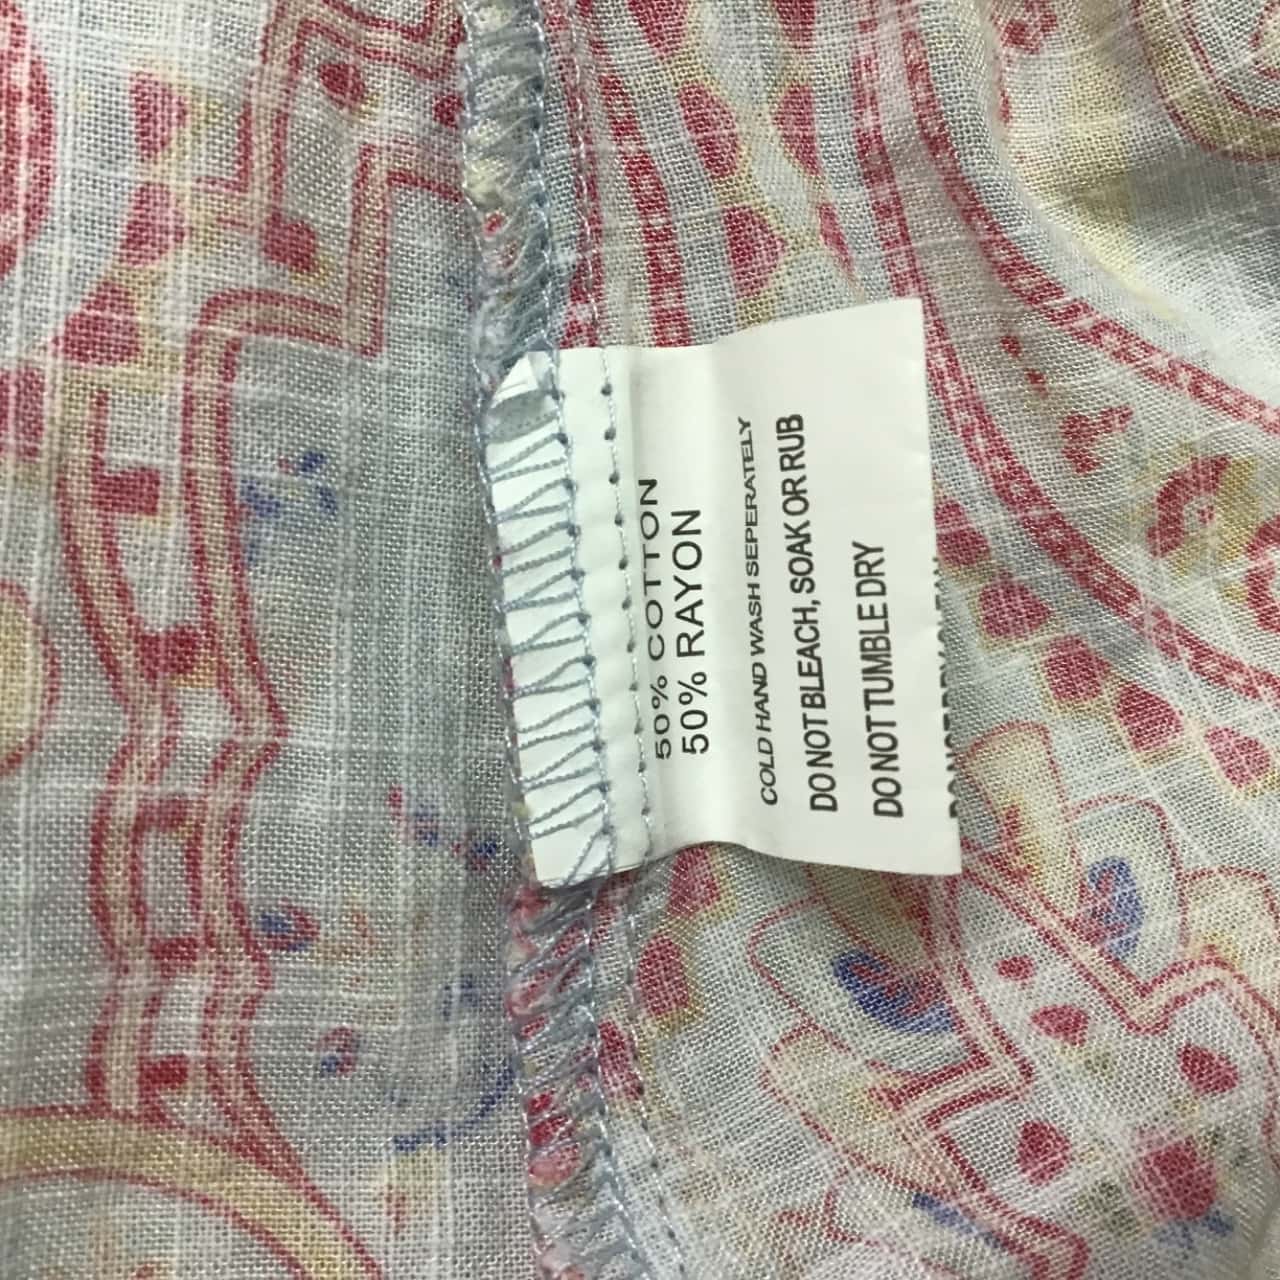 50% COTTON
50% RAYON
COLD HAND WASH SEPERATELY
DO NOT BLEACH, SOAK OR RUB
DO NOT TUMBLE DRY